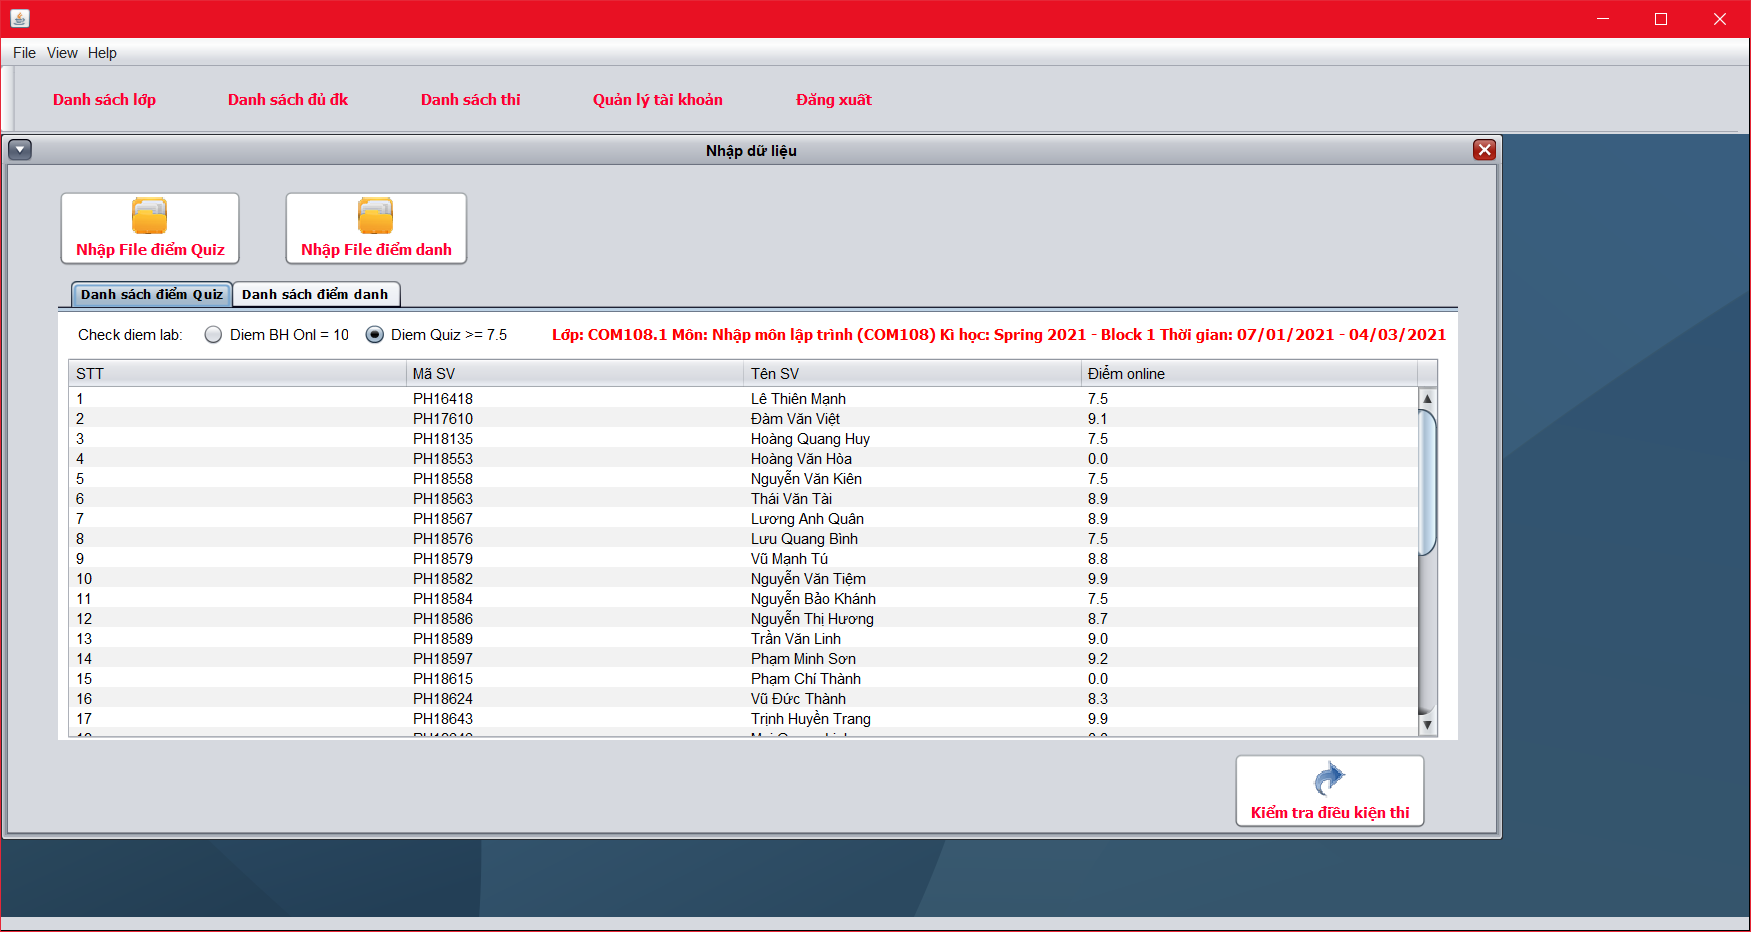 File View Help
Danh sách lớp Danh sách đủ đk Danh sách thi Quản lý tài khoản Đăng xuất
Nhập dữ liệu
Nhập File điểm Quiz Nhập File điểm danh
Danh sách điểm Quiz Danh sách điểm danh
Check diem lab: Diem BH Onl = 10 Diem Quiz >= 7.5 Lớp: COM108.1 Môn: Nhập môn lập trình (COM108) Kì học: Spring 2021 - Block 1 Thời gian: 07/01/2021 - 04/03/2021
STT Mã SV Tên SV Điểm online
1 PH16418 Lê Thiên Mạnh 7.5
2 PH17610 Đàm Văn Việt 9.1
3 PH18135 Hoàng Quang Huy 7.5
4 PH18553 Hoàng Văn Hòa 0.0
5 PH18558 Nguyễn Văn Kiên 7.5
6 PH18563 Thái Văn Tài 8.9
7 PH18567 Lương Anh Quân 8.9
8 PH18576 Lưu Quang Bình 7.5
9 PH18579 Vũ Mạnh Tú 8.8
10 PH18582 Nguyễn Văn Tiệm 9.9
11 PH18584 Nguyễn Bảo Khánh 7.5
12 PH18586 Nguyễn Thị Hương 8.7
13 PH18589 Trần Văn Linh 9.0
14 PH18597 Phạm Minh Sơn 9.2
15 PH18615 Phạm Chí Thành 0.0
16 PH18624 Vũ Đức Thành 8.3
17 PH18643 Trịnh Huyền Trang 9.9
Kiểm tra điều kiện thi